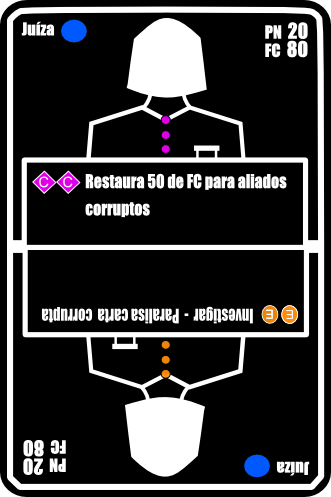 Juíza
PN 20
FC 80
C C Restaura 50 de FC para aliados
corruptos
E E Investigar - Paralisa carta corrupta
Juíza
PN 20
FC 80